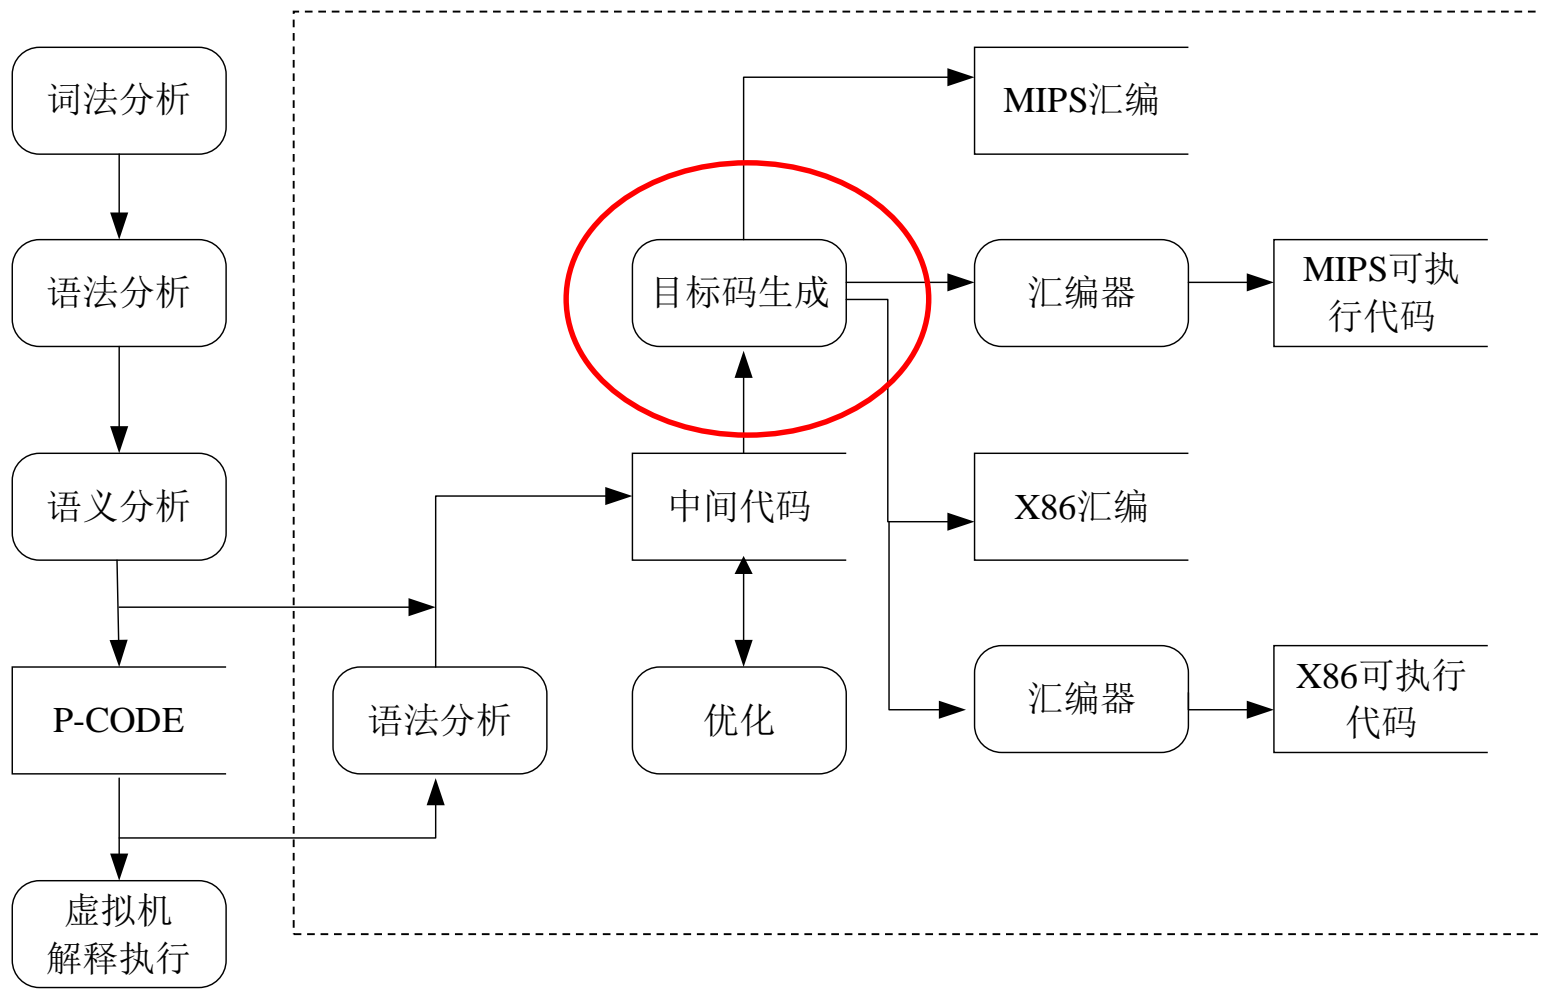 词法分析
MIPS汇编
语法分析
目标码生成
汇编器
MIPS可执
行代码
语义分析
中间代码
X86汇编
P-CODE
语法分析
优化
汇编器
X86可执行
代码
虚拟机
解释执行